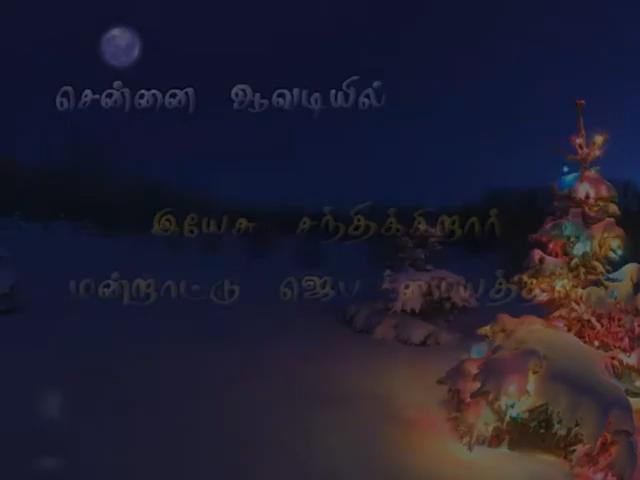 சென்னை ஆவடியில்
இயேசு சந்திக்கிறார்
மன்றாட்டு ஜெப